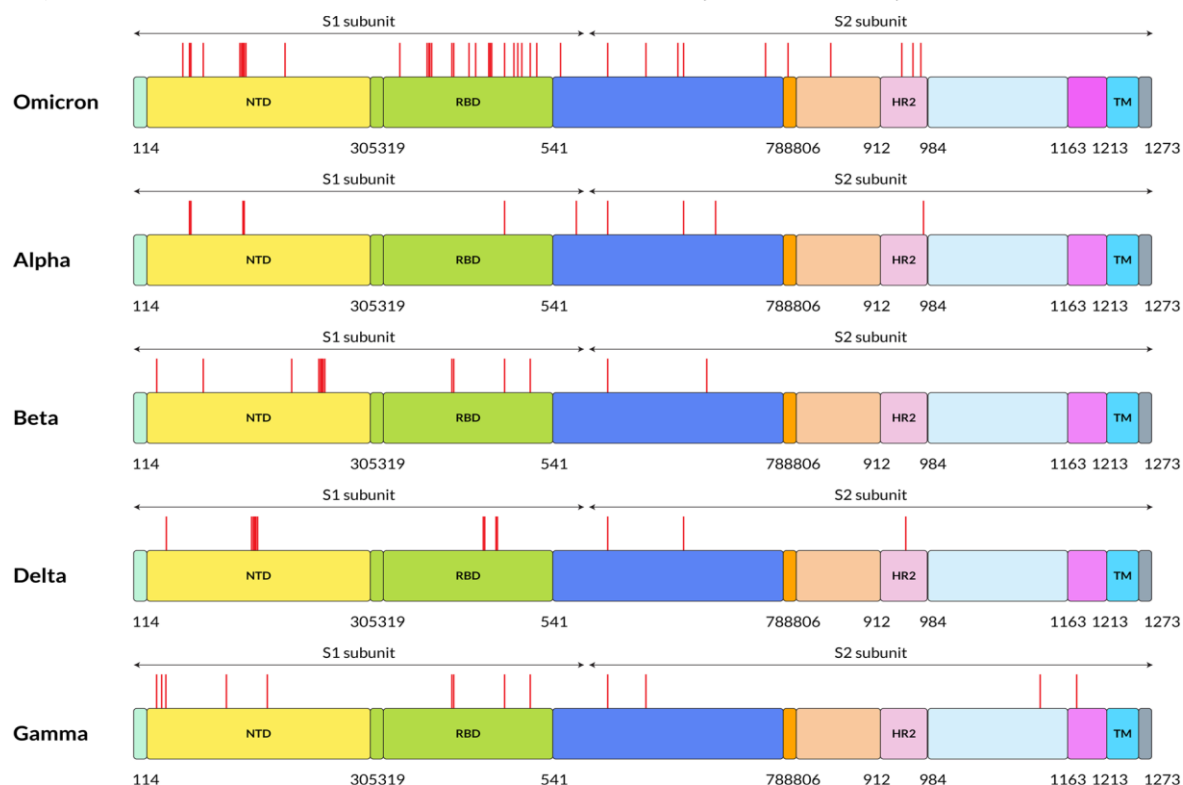 S1 subunit S2 subunit
Omicron NTD RBD HR2 TM
114 305319 541 788806 912 984 1163 1213 1273
S1 subunit S2 subunit
Alpha NTD RBD HR2 TM
114 305319 541 788806 912 984 1163 1213 1273
S1 subunit S2 subunit
Beta NTD RBD HR2 TM
114 305319 541 788806 912 984 1163 1213 1273
S1 subunit S2 subunit
Delta NTD RBD HR2 TM
114 305319 541 788806 912 984 1163 1213 1273
S1 subunit S2 subunit
Gamma NTD RBD HR2 TM
114 305319 541 788806 912 984 1163 1213 1273